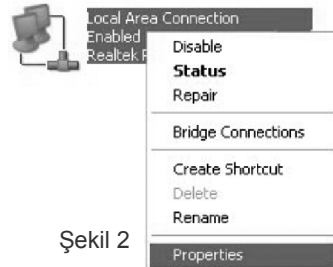 Local Area Connection
Enabled
Realtek
Disable
Status
Repair
Bridge Connections
Create Shortcut
Delete
Rename
Properties
Şekil 2